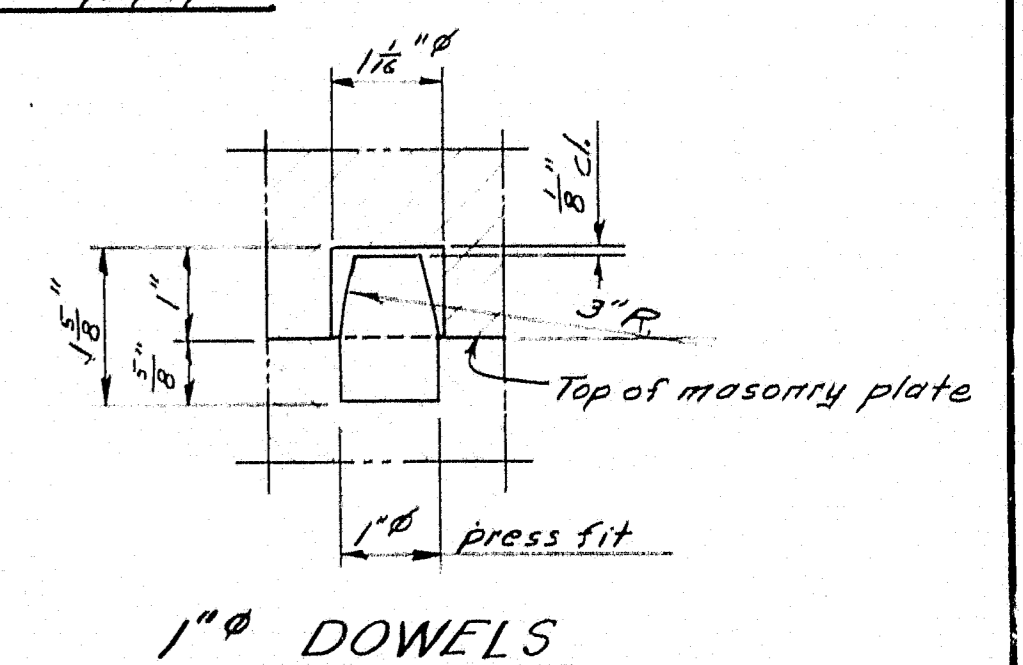 1 1/16"ø
1/8" cl.
1"
1 5/8"
5/8"
3" R
Top of masonry plate
1"ø press fit
1"ø DOWELS